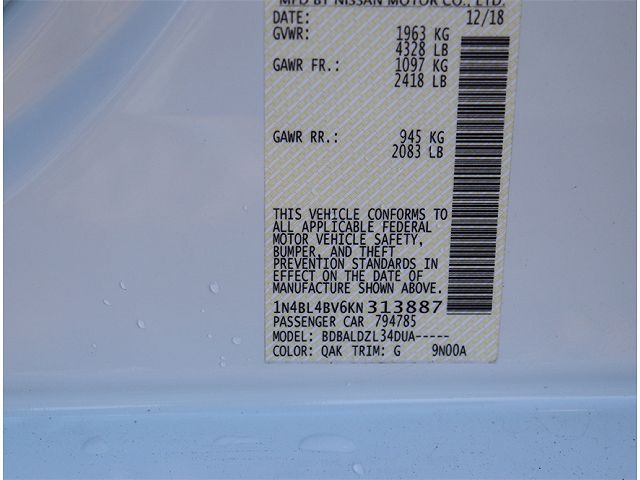 MFD BY NISSAN MOTOR CO., LTD.
DATE: 12/18
GVWR: 1963 KG
4328 LB
GAWR FR.: 1097 KG
2418 LB
GAWR RR.: 945 KG
2083 LB
THIS VEHICLE CONFORMS TO
ALL APPLICABLE FEDERAL
MOTOR VEHICLE SAFETY,
BUMPER, AND THEFT
PREVENTION STANDARDS IN
EFFECT ON THE DATE OF
MANUFACTURE SHOWN ABOVE.
1N4BL4BV6KN313887
PASSENGER CAR 794785
MODEL: BDBALDZL34DUA-----
COLOR: QAK TRIM: G 9N00A